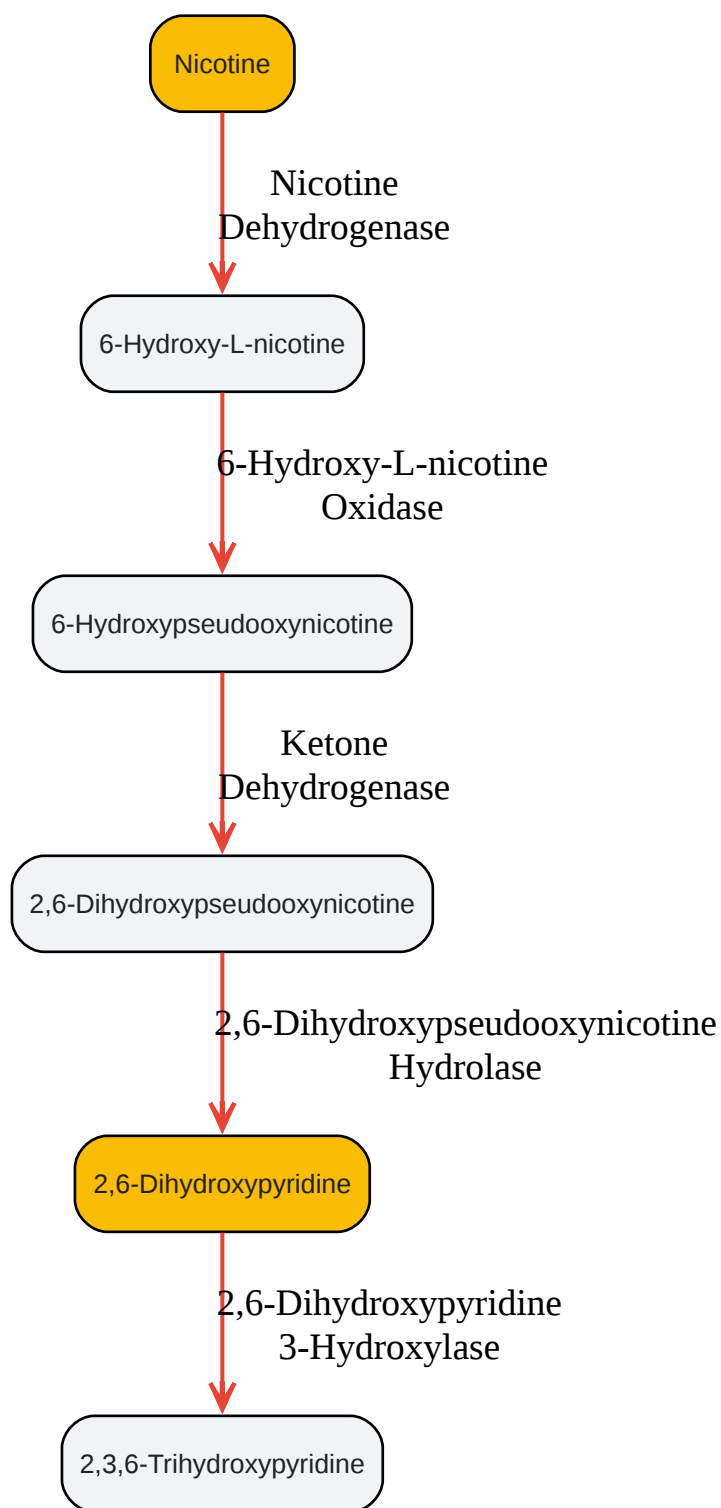 Nicotine
Nicotine
Dehydrogenase
6-Hydroxy-L-nicotine
6-Hydroxy-L-nicotine
Oxidase
6-Hydroxypseudooxynicotine
Ketone
Dehydrogenase
2,6-Dihydroxypseudooxynicotine
2,6-Dihydroxypseudooxynicotine
Hydrolase
2,6-Dihydroxypyridine
2,6-Dihydroxypyridine
3-Hydroxylase
2,3,6-Trihydroxypyridine